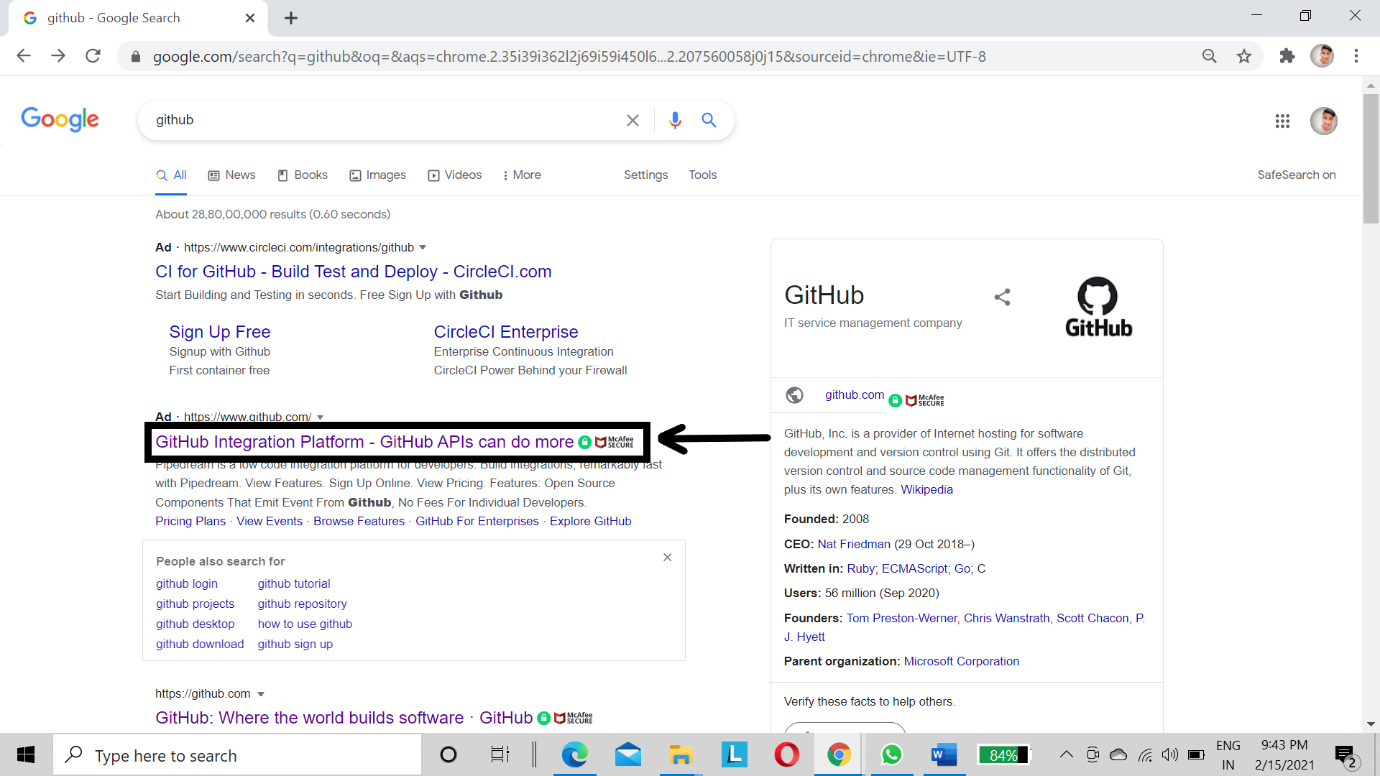 github - Google Search
google.com/search?q=github&oq=&aqs=chrome.2.35i39i362l2j69i59i450l6...2.207560058j0j15&sourceid=chrome&ie=UTF-8
Google
github
All News Books Images Videos More Settings Tools SafeSearch on
About 28,80,00,000 results (0.60 seconds)
Ad · https://www.circleci.com/integrations/github
CI for GitHub - Build Test and Deploy - CircleCI.com
Start Building and Testing in seconds. Free Sign Up with Github
Sign Up Free
Signup with Github
First container free
CircleCI Enterprise
Enterprise Continuous Integration
CircleCI Power Behind your Firewall
Ad · https://www.github.com/
GitHub Integration Platform - GitHub APIs can do more McAfee SECURE
Pipedream is a low code integration platform for developers. Build integrations, remarkably fast
with Pipedream. View Features. Sign Up Online. View Pricing. Features: Open Source
Components That Emit Event From Github, No Fees For Individual Developers.
Pricing Plans · View Events · Browse Features · GitHub For Enterprises · Explore GitHub
People also search for
github login github tutorial
github projects github repository
github desktop how to use github
github download github sign up
https://github.com
GitHub: Where the world builds software · GitHub McAfee SECURE
GitHub
IT service management company
GitHub
github.com McAfee SECURE
GitHub, Inc. is a provider of Internet hosting for software
development and version control using Git. It offers the distributed
version control and source code management functionality of Git,
plus its own features. Wikipedia
Founded: 2008
CEO: Nat Friedman (29 Oct 2018–)
Written in: Ruby; ECMAScript; Go; C
Users: 56 million (Sep 2020)
Founders: Tom Preston-Werner, Chris Wanstrath, Scott Chacon, P.
J. Hyett
Parent organization: Microsoft Corporation
Verify these facts to help others.
Type here to search
L
W
84%
ENG
IN
9:43 PM
2/15/2021
2